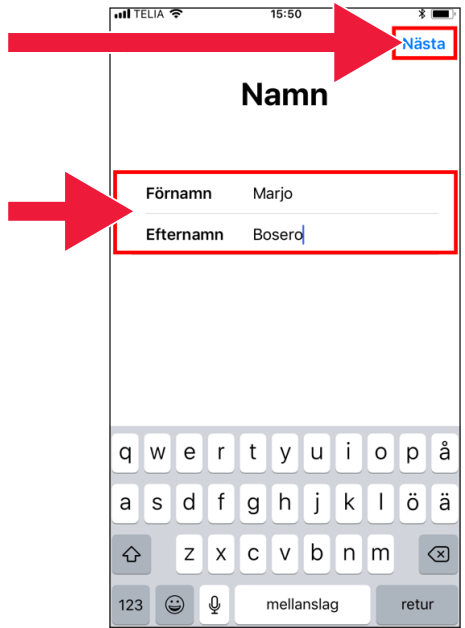 TELIA 15:50
Nästa
Namn
Förnamn Marjo
Efternamn Bosero
q w e r t y u i o p å
a s d f g h j k l ö ä
z x c v b n m
123 mellanslag retur